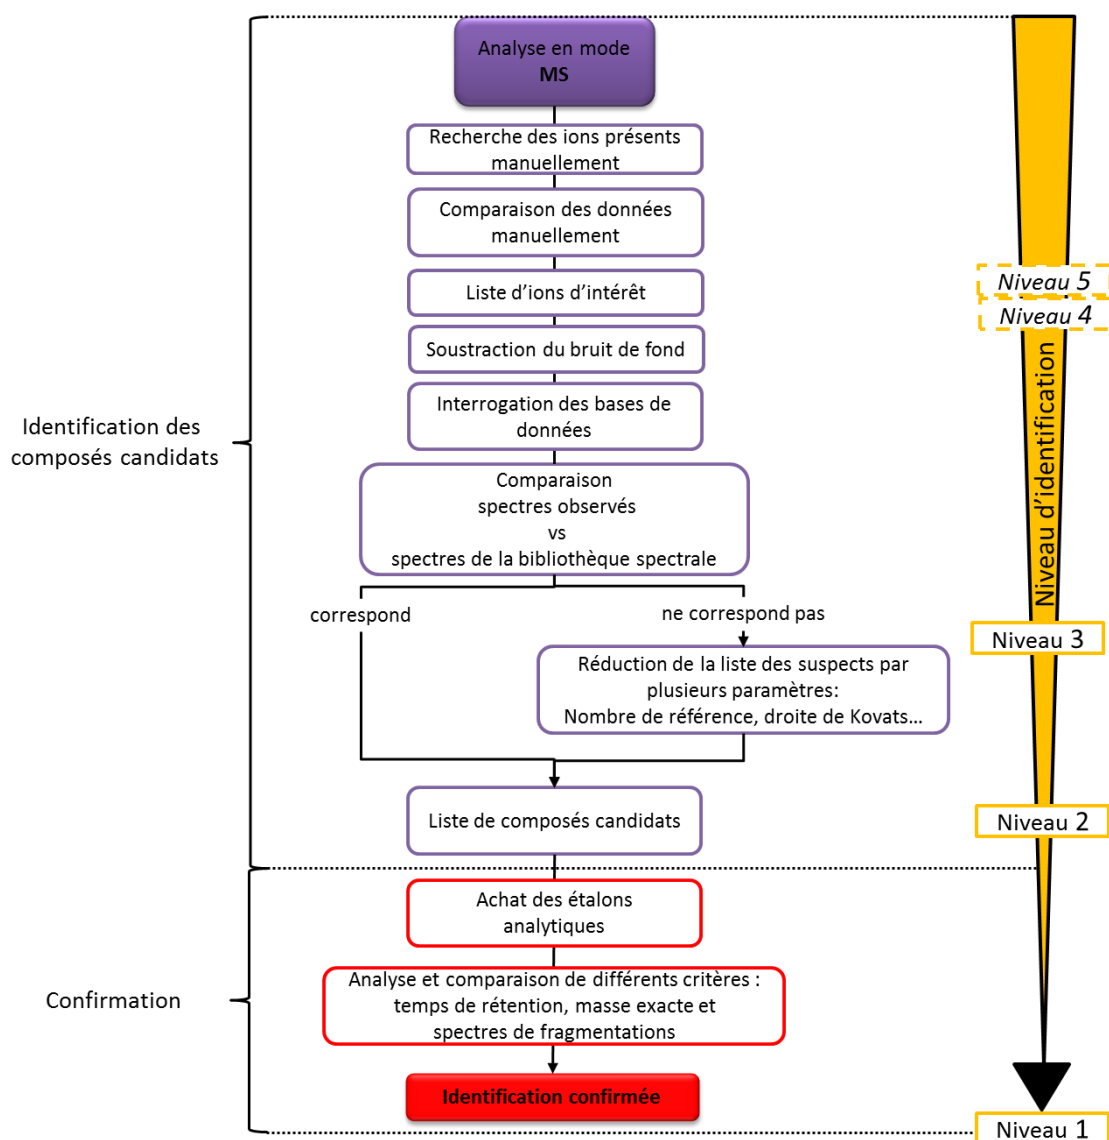 Analyse en mode
MS
Recherche des ions présents
manuellement
Comparaison des données
manuellement
Liste d’ions d’intérêt
Soustraction du bruit de fond
Interrogation des bases de
données
Comparaison
spectres observés
vs
spectres de la bibliothèque spectrale
correspond
ne correspond pas
Réduction de la liste des suspects par
plusieurs paramètres:
Nombre de référence, droite de Kovats…
Liste de composés candidats
Achat des étalons
analytiques
Analyse et comparaison de différents critères :
temps de rétention, masse exacte et
spectres de fragmentations
Identification confirmée
Identification des
composés candidats
Confirmation
Niveau 5
Niveau 4
Niveau d’identification
Niveau 3
Niveau 2
Niveau 1